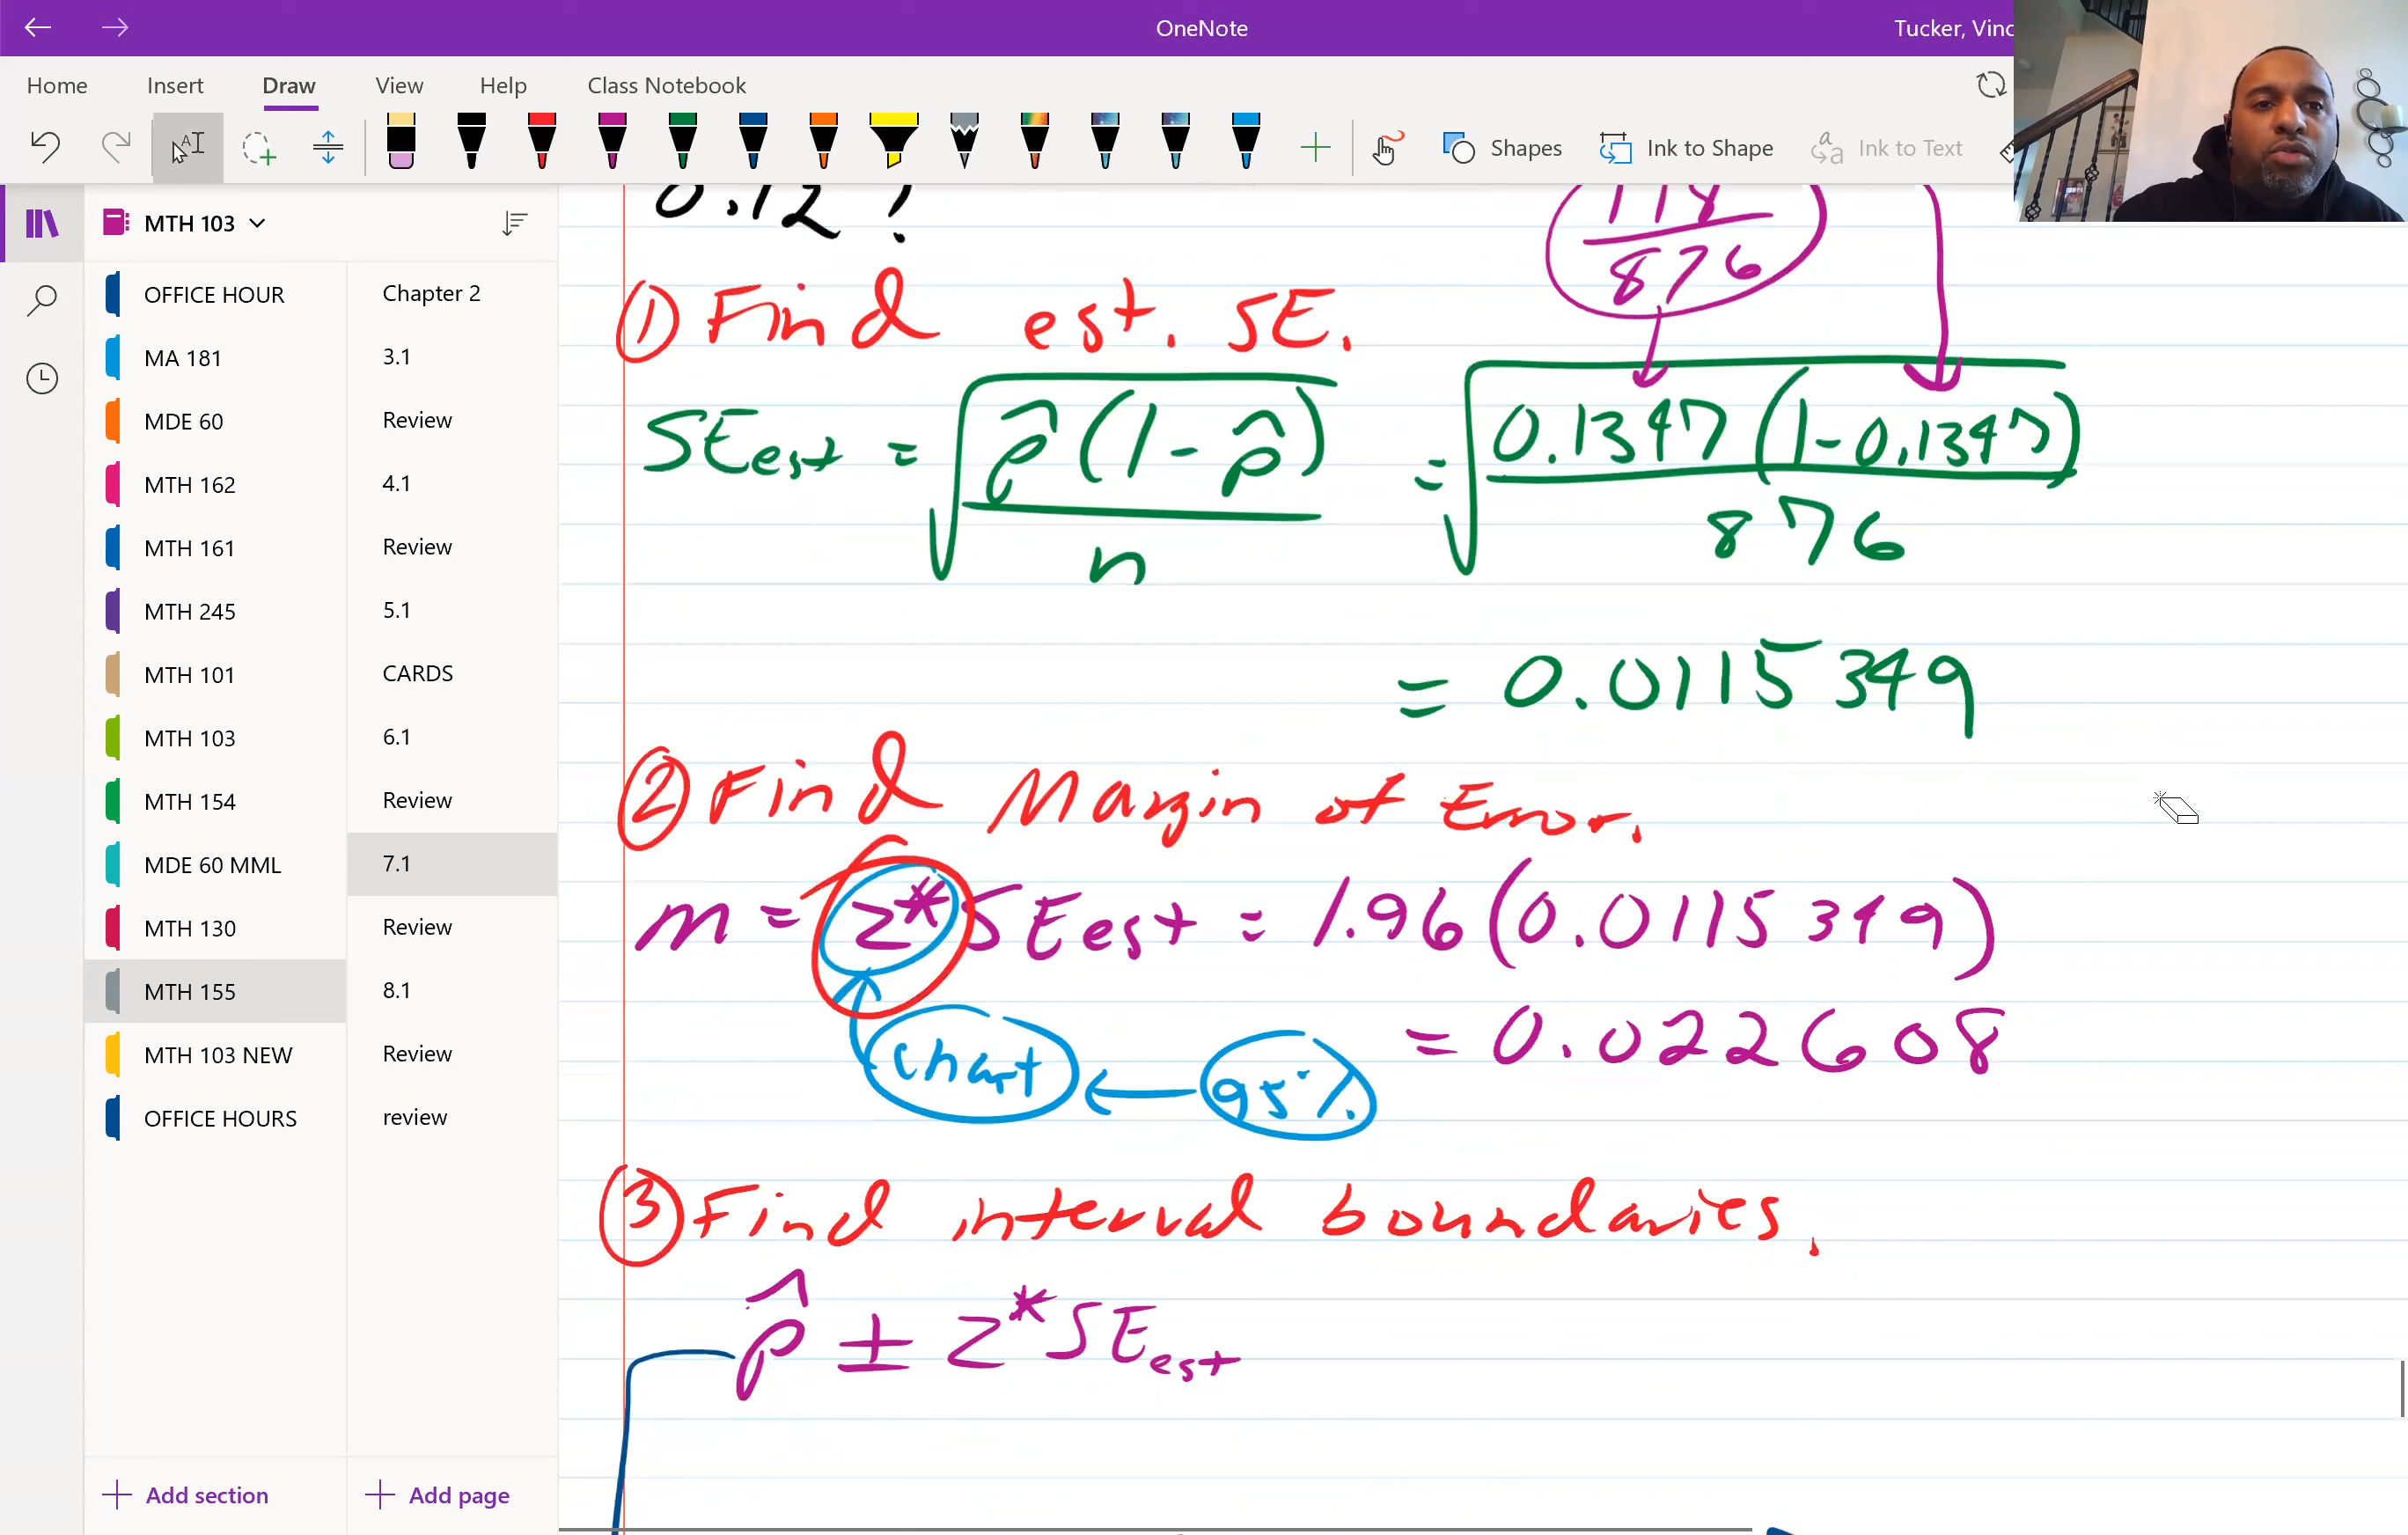 OneNote
Tucker, Vinc
Home Insert Draw View Help Class Notebook
Shapes Ink to Shape Ink to Text
MTH 103
OFFICE HOUR
MA 181
MDE 60
MTH 162
MTH 161
MTH 245
MTH 101
MTH 103
MTH 154
MDE 60 MML
MTH 130
MTH 155
MTH 103 NEW
OFFICE HOURS
Add section
Chapter 2
3.1
Review
4.1
Review
5.1
CARDS
6.1
Review
7.1
Review
8.1
Review
review
Add page
0.12?
118/876
① Find est. SE.
SEest = √(p̂(1-p̂)/n) = √(0.1347(1-0.1347)/876)
= 0.0115349
② Find Margin of Error.
m = z*SEest = 1.96(0.0115349)
= 0.022608
chart ← 95%
③ Find interval boundaries.
p̂ ± z*SEest